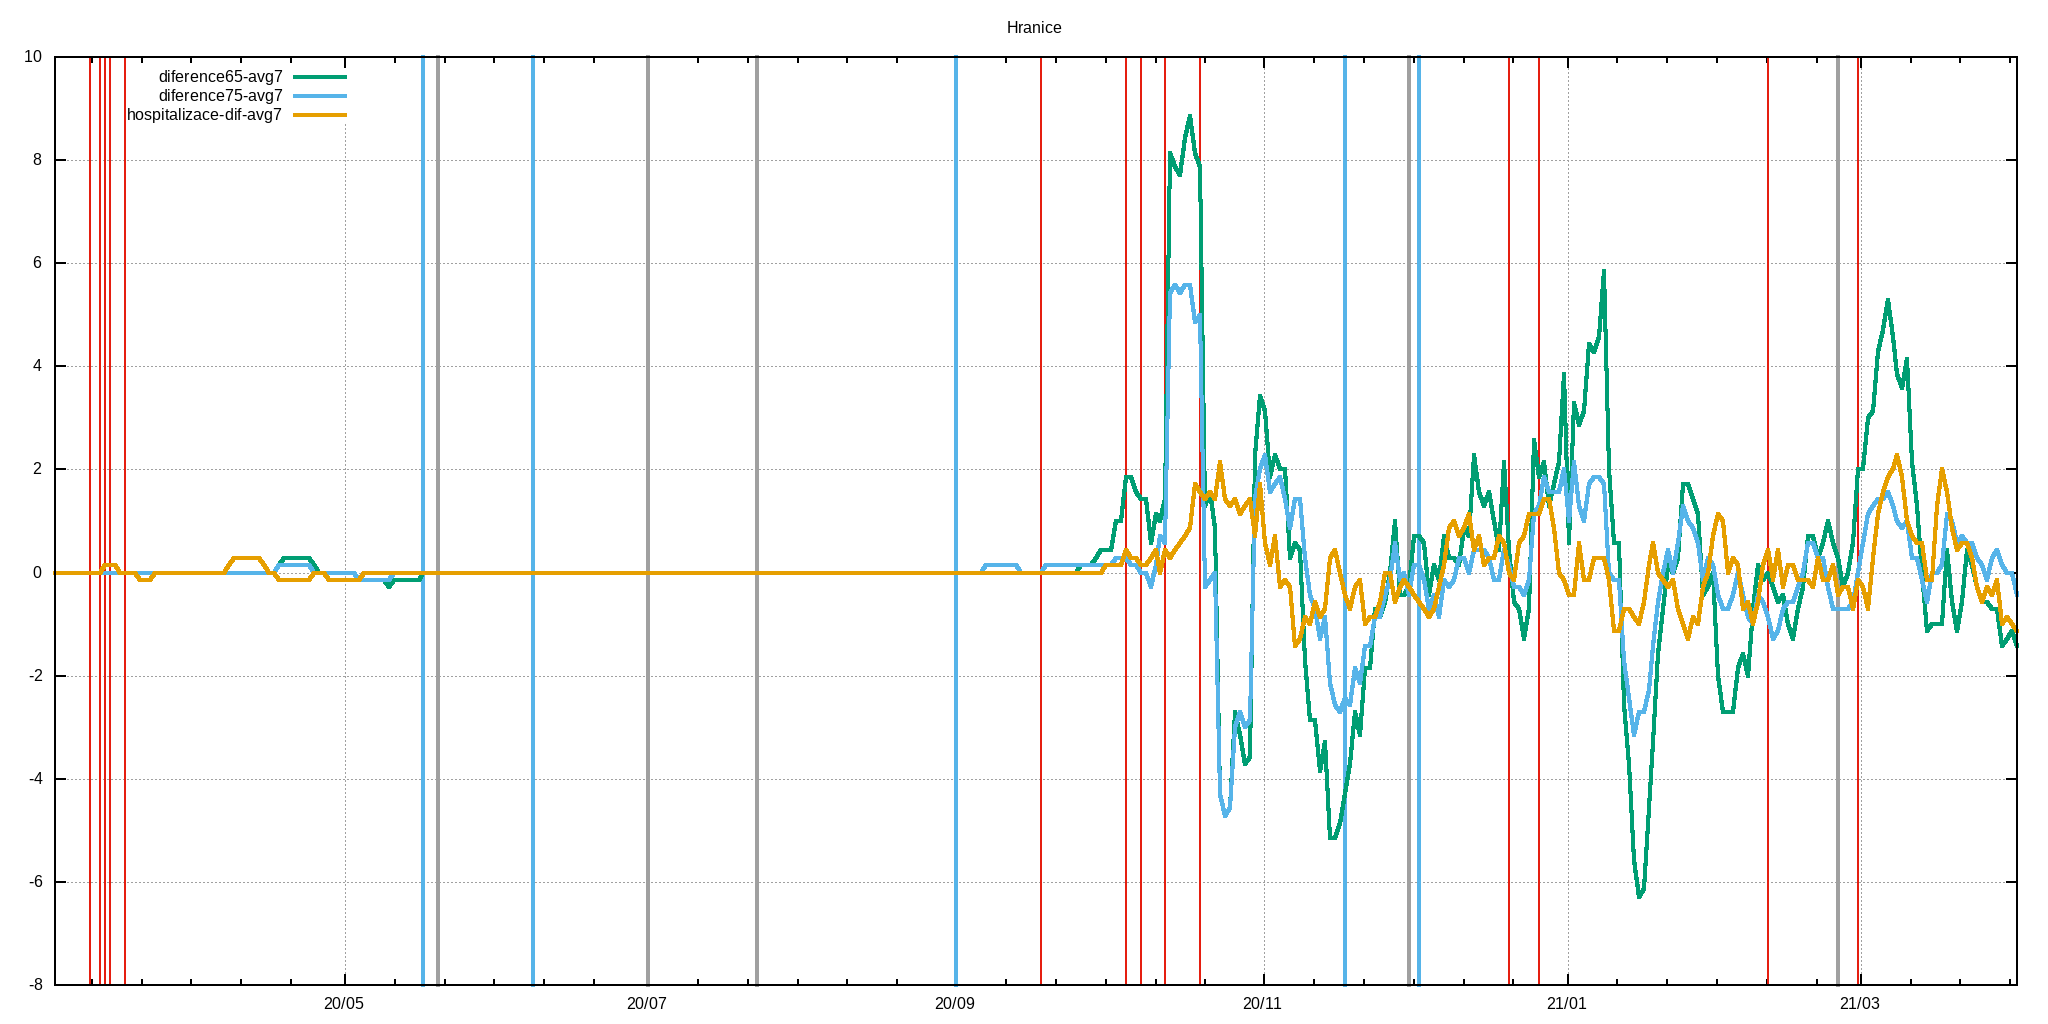 Hranice
10
diference65-avg7
diference75-avg7
hospitalizace-dif-avg7
8
6
4
2
0
-2
-4
-6
-8
20/05 20/07 20/09 20/11 21/01 21/03